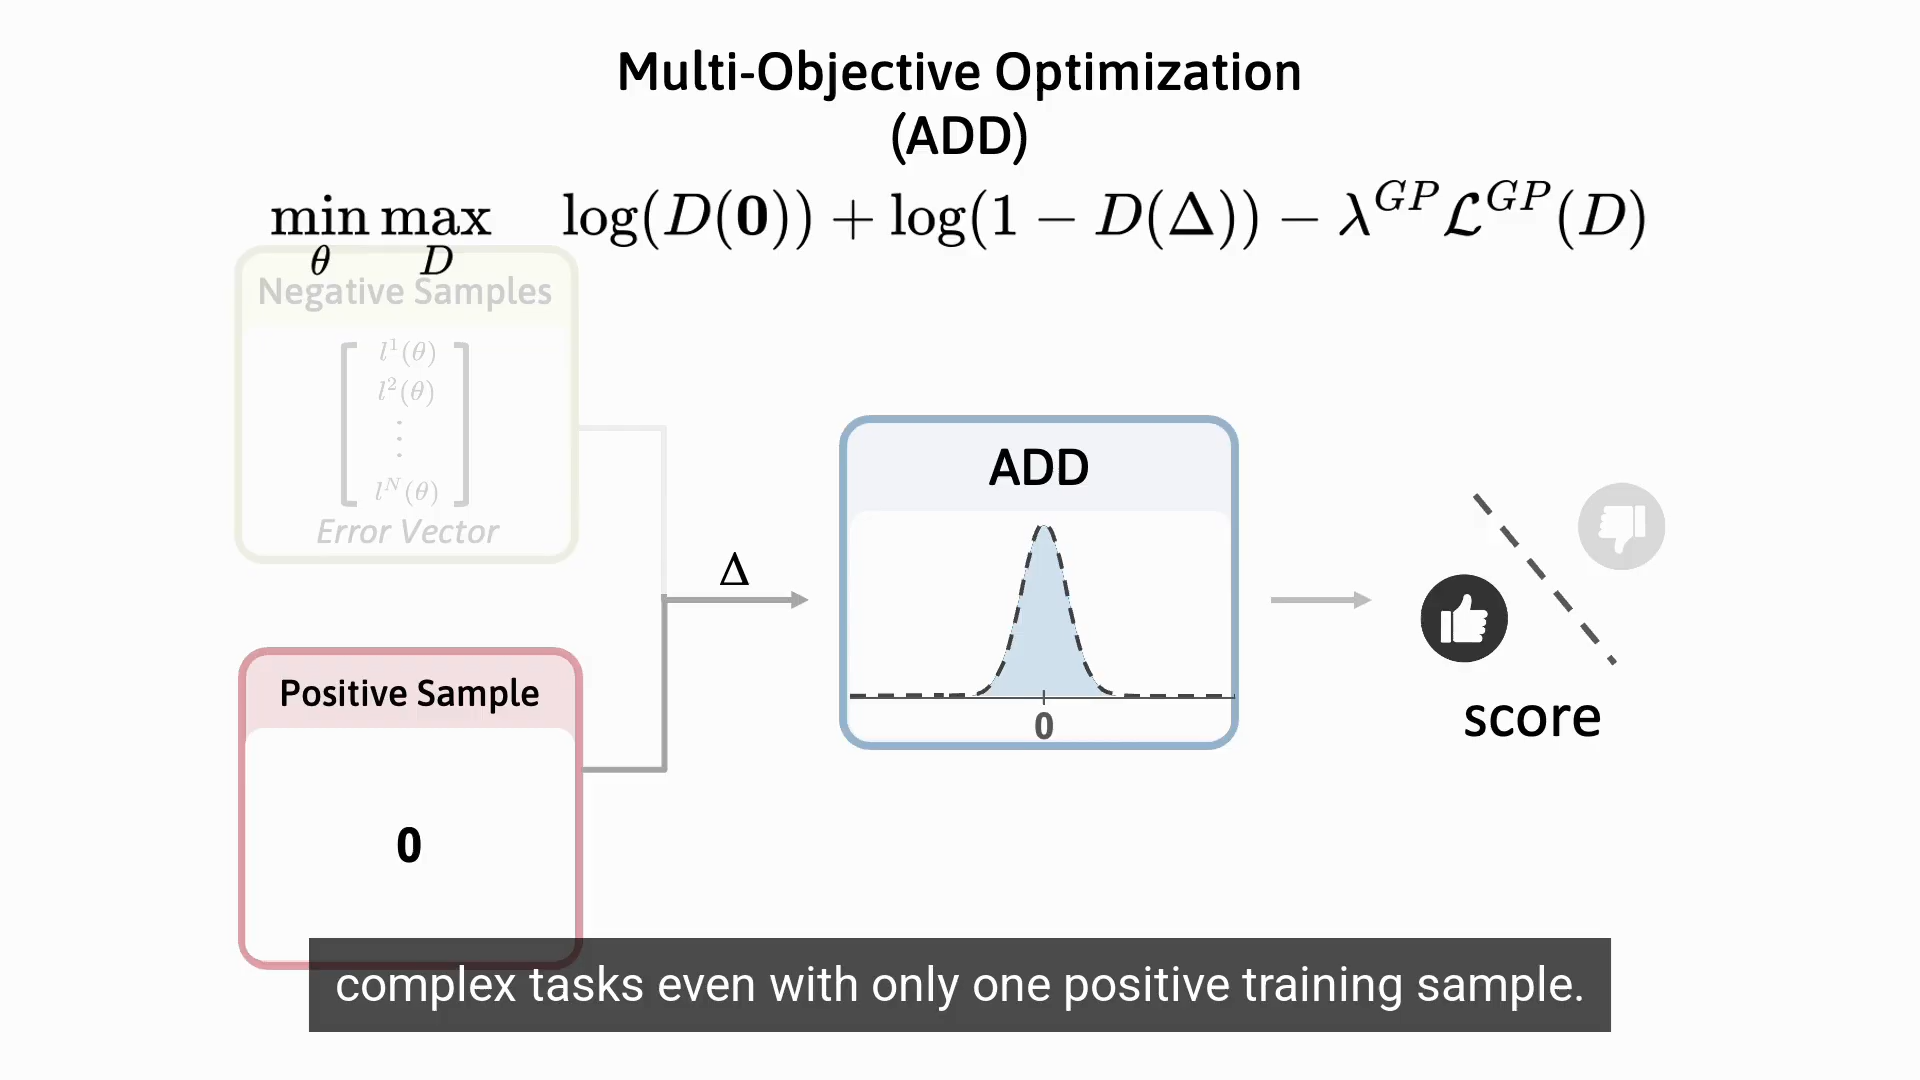 Multi-Objective Optimization
(ADD)
min max log(D(0)) + log(1 − D(Δ)) − λ^{GP} ℒ^{GP}(D)
θ D
Negative Samples
l¹(θ)
l²(θ)
⋮
l^N(θ)
Error Vector
ADD
0
Δ
score
Positive Sample
0
complex tasks even with only one positive training sample.